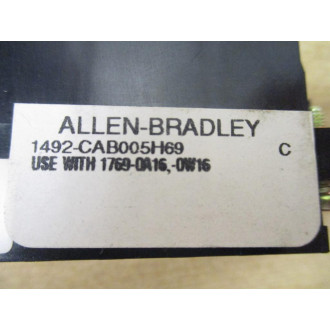 ALLEN-BRADLEY
1492-CAB005H69 C
USE WITH 1769-OA16,-OW16